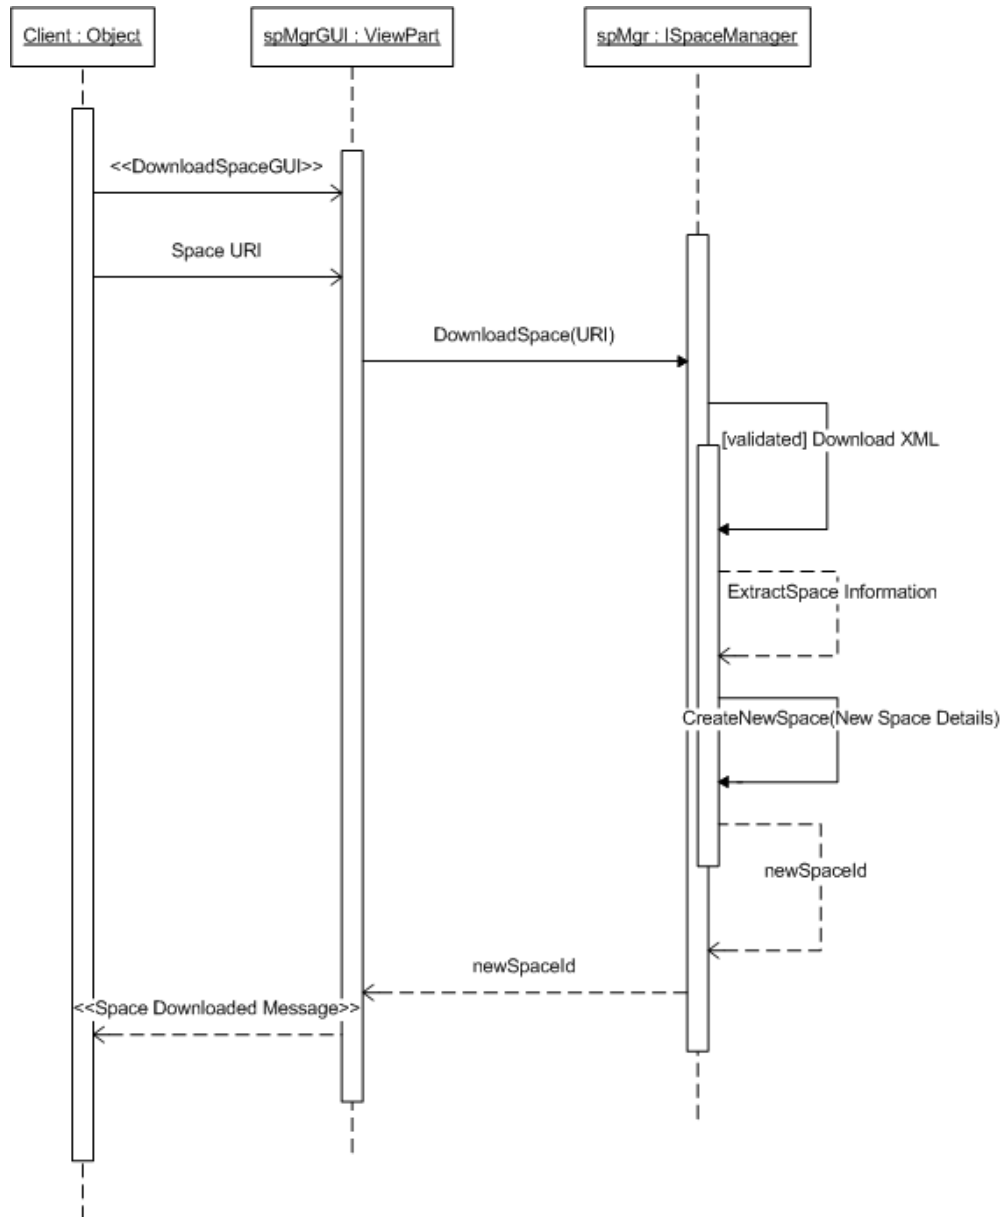 Client : Object
spMgrGUI : ViewPart
spMgr : ISpaceManager
<<DownloadSpaceGUI>>
Space URI
DownloadSpace(URI)
[validated] Download XML
ExtractSpace Information
CreateNewSpace(New Space Details)
newSpaceId
newSpaceId
<<Space Downloaded Message>>